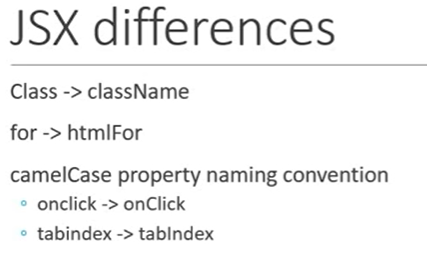 JSX differences
Class -> className
for -> htmlFor
camelCase property naming convention
onclick -> onClick
tabindex -> tabIndex